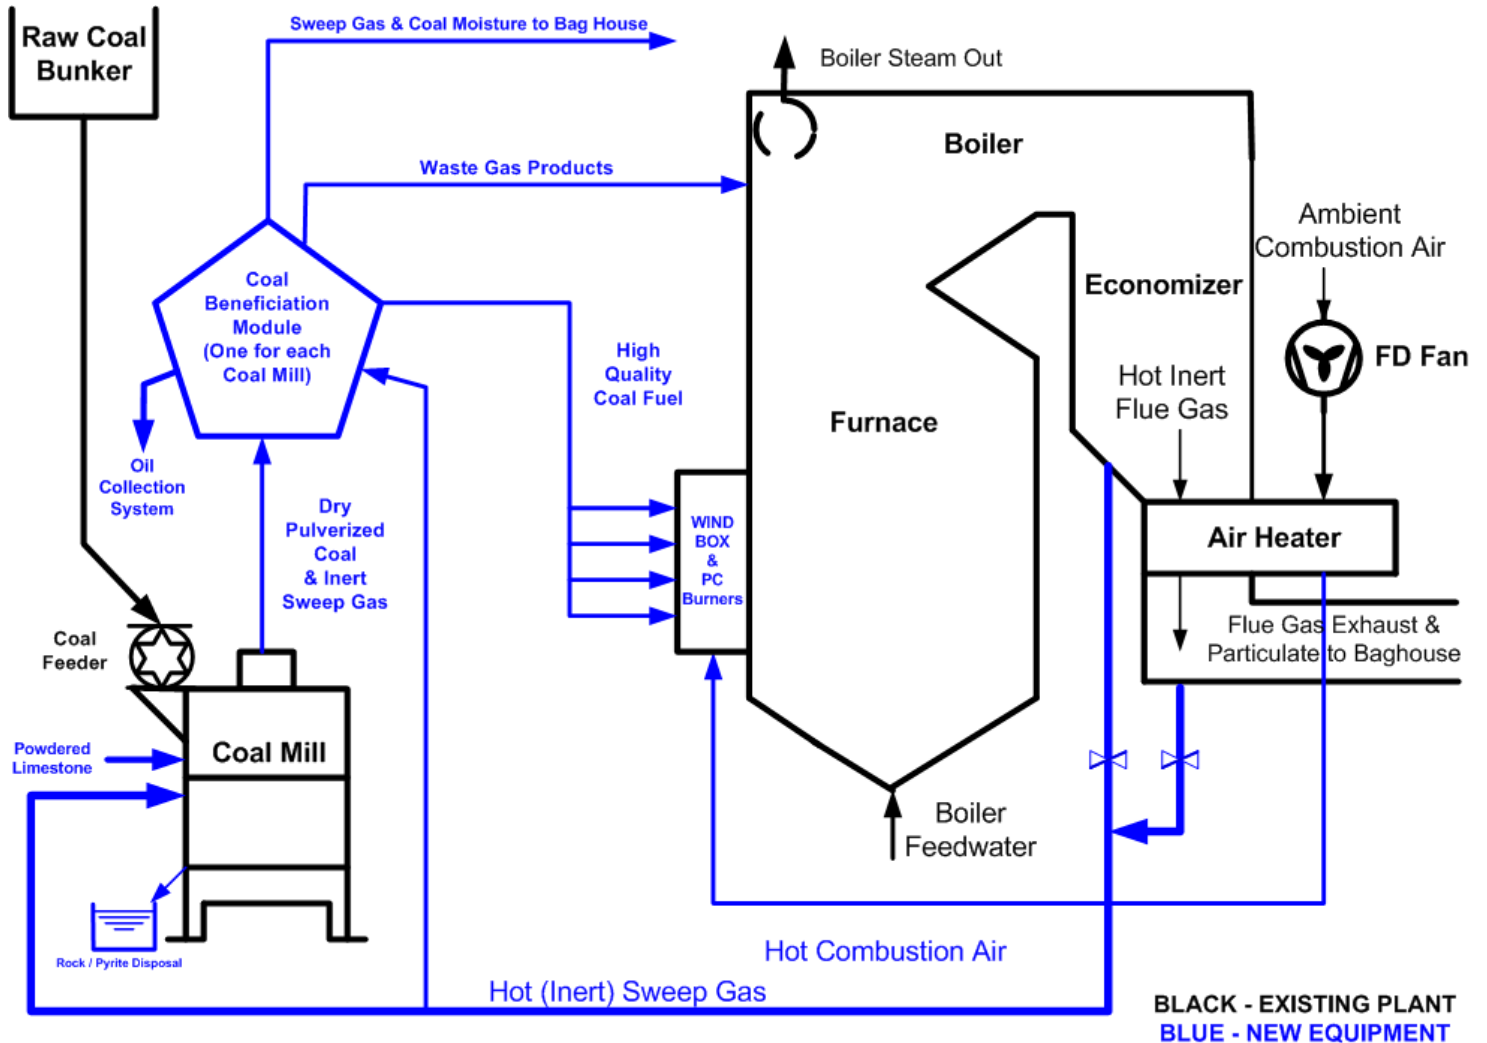 Sweep Gas & Coal Moisture to Bag House
Raw Coal
Bunker
Boiler Steam Out
Boiler
Waste Gas Products
Ambient
Combustion Air
Coal
Beneficiation
Module
(One for each
Coal Mill)
Economizer
High
Quality
Coal Fuel
FD Fan
Hot Inert
Flue Gas
Furnace
Oil
Collection
System
Dry
Pulverized
Coal
& Inert
Sweep Gas
WIND
BOX
&
PC
Burners
Air Heater
Coal
Feeder
Flue Gas Exhaust &
Particulate to Baghouse
Powdered
Limestone
Coal Mill
Boiler
Feedwater
Rock / Pyrite Disposal
Hot Combustion Air
Hot (Inert) Sweep Gas
BLACK - EXISTING PLANT
BLUE - NEW EQUIPMENT